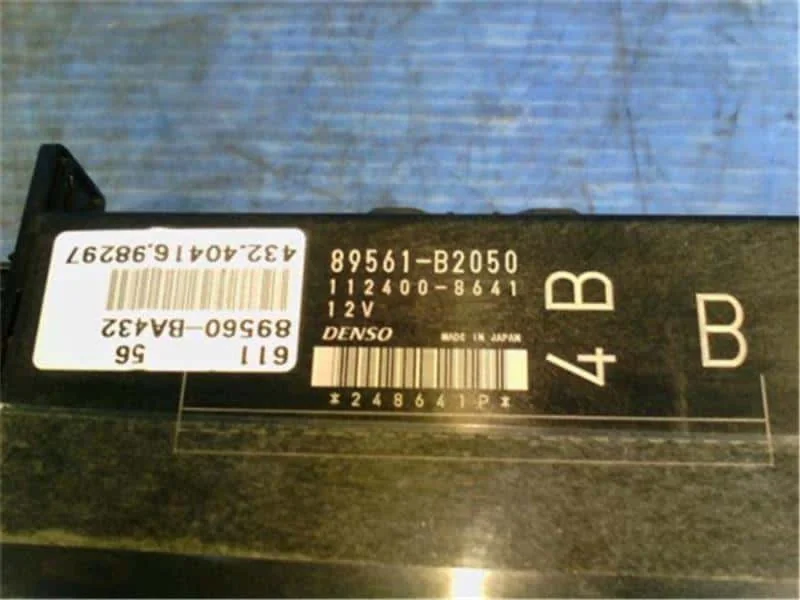 611
56
89560-BA432
432.40416.98297
89561-B2050
112400-8641
12V
DENSO MADE IN JAPAN
*248641P*
4B
B